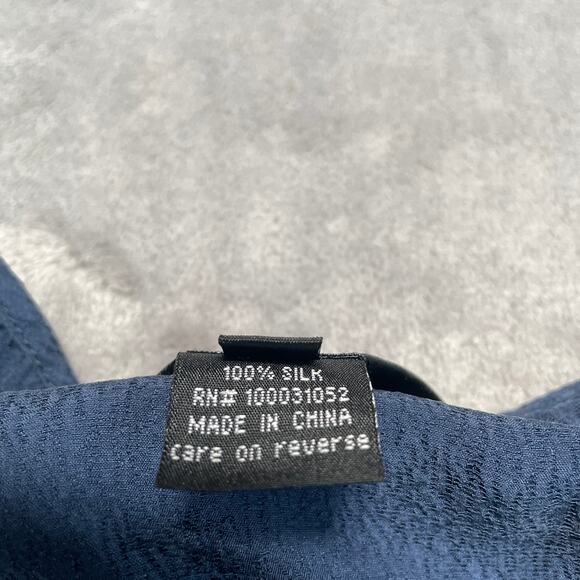 100% SILK
RN# 100031052
MADE IN CHINA
care on reverse